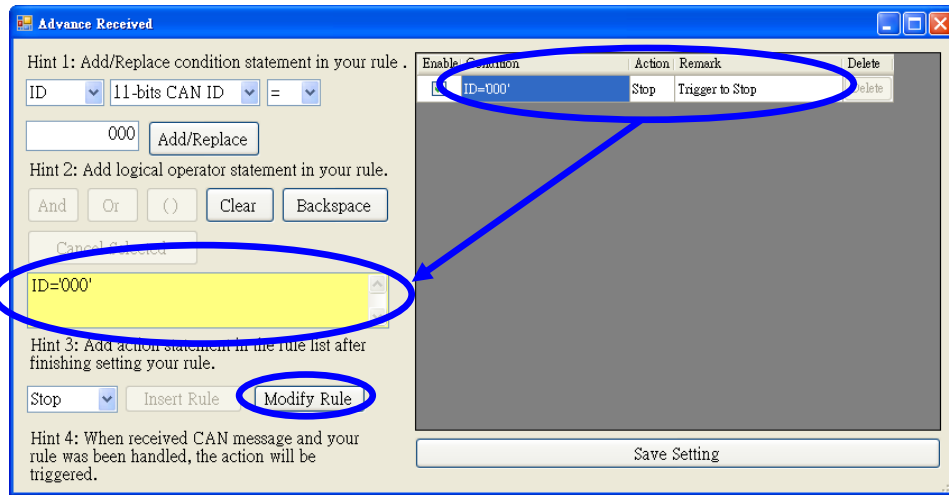 Advance Received
Hint 1: Add/Replace condition statement in your rule .
ID 11-bits CAN ID =
000 Add/Replace
Hint 2: Add logical operator statement in your rule.
And Or () Clear Backspace
Cancel Selected
ID='000'
Hint 3: Add action statement in the rule list after
finishing setting your rule.
Stop Insert Rule Modify Rule
Hint 4: When received CAN message and your
rule was been handled, the action will be
triggered.
Enable Condition Action Remark Delete
ID='000' Stop Trigger to Stop Delete
Save Setting